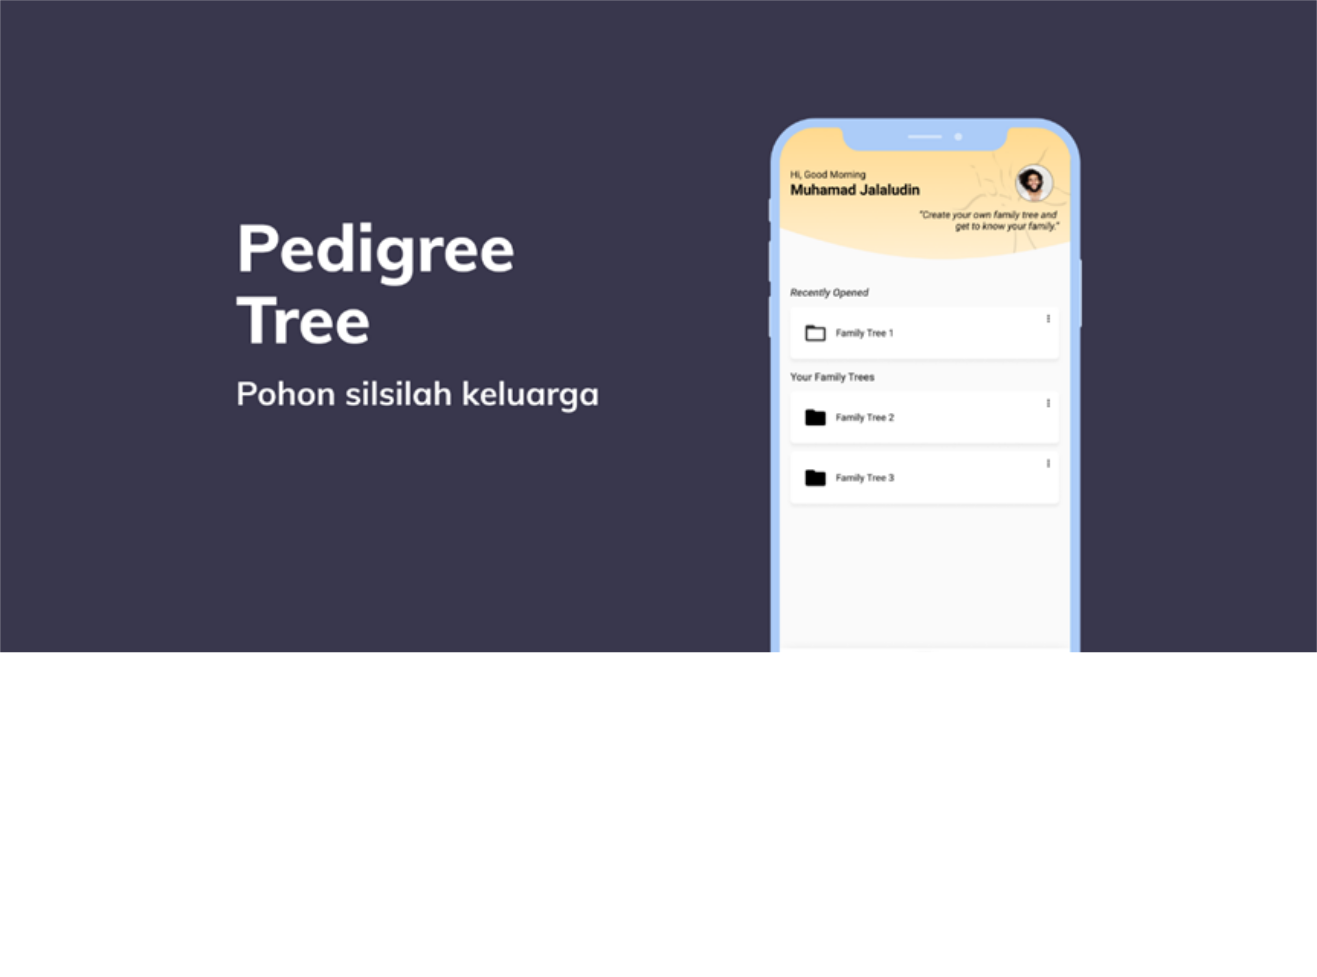 Pedigree
Tree
Pohon silsilah keluarga
Hi, Good Morning
Muhamad Jalaludin
"Create your own family tree and
get to know your family."
Recently Opened
Family Tree 1
Your Family Trees
Family Tree 2
Family Tree 3